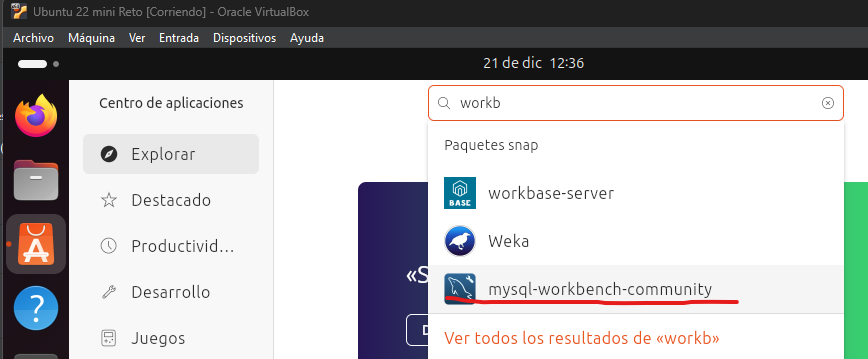 Ubuntu 22 mini Reto [Corriendo] - Oracle VirtualBox
Archivo Máquina Ver Entrada Dispositivos Ayuda
21 de dic 12:36
Centro de aplicaciones
workb
Explorar
Paquetes snap
Destacado
BASE
workbase-server
Productivid...
Weka
«S
Desarrollo
mysql-workbench-community
Juegos
Ver todos los resultados de «workb»